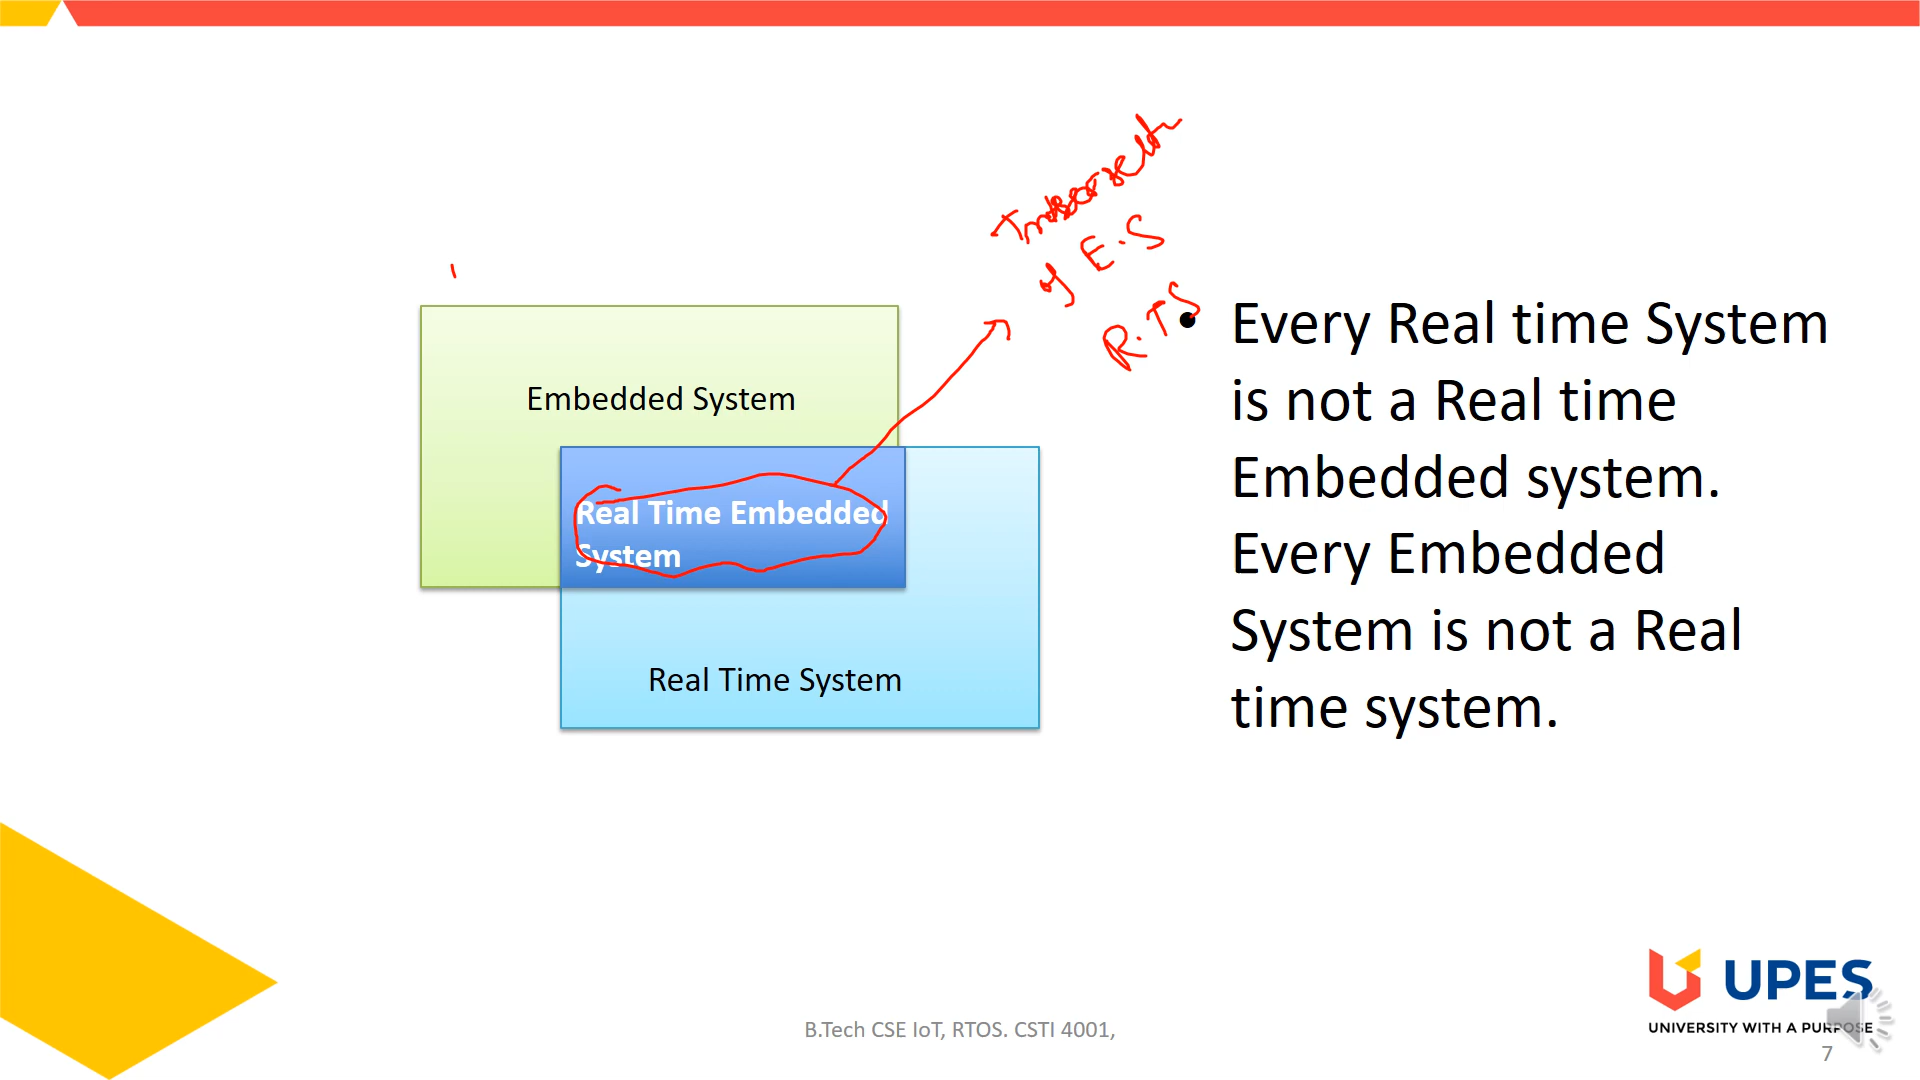 of E.S
R.T.S
Embedded System
Real Time Embedded
System
Real Time System
• Every Real time System
is not a Real time
Embedded system.
Every Embedded
System is not a Real
time system.
UPES
UNIVERSITY WITH A PURPOSE
B.Tech CSE IoT, RTOS. CSTI 4001,
7